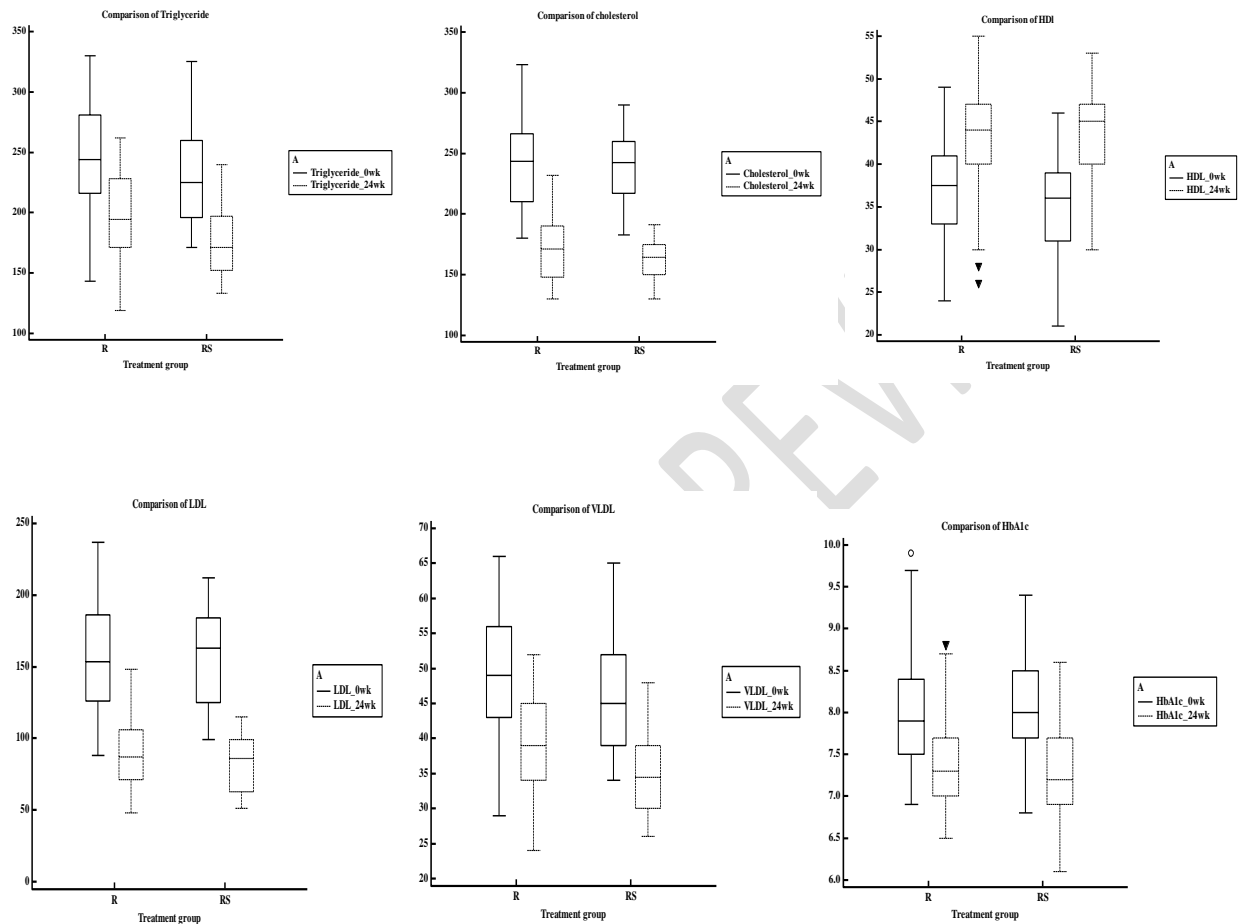 Comparison of Triglyceride
350
300
250
200
150
100
R RS
Treatment group
A
Triglyceride_0wk
Triglyceride_24wk
Comparison of cholesterol
350
300
250
200
150
100
R RS
Treatment group
A
Cholesterol_0wk
Cholesterol_24wk
Comparison of HDl
55
50
45
40
35
30
25
20
R RS
Treatment group
A
HDL_0wk
HDL_24wk
Comparison of LDL
250
200
150
100
50
0
R RS
Treatment group
A
LDL_0wk
LDL_24wk
Comparison of VLDL
70
65
60
55
50
45
40
35
30
25
20
R RS
Treatment group
A
VLDL_0wk
VLDL_24wk
Comparison of HbA1c
10.0
9.5
9.0
8.5
8.0
7.5
7.0
6.5
6.0
R RS
Treatment group
A
HbA1c_0wk
HbA1c_24wk